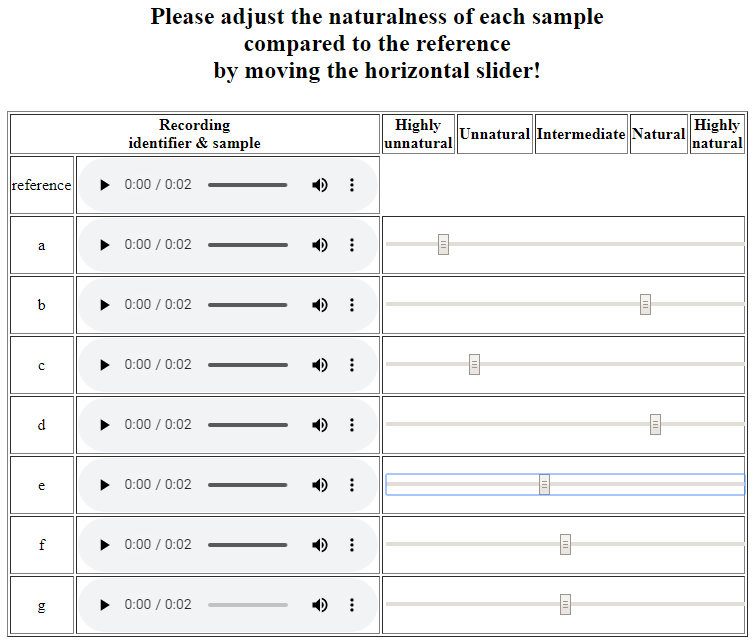 Please adjust the naturalness of each sample
compared to the reference
by moving the horizontal slider!
Recording
identifier & sample
Highly
unnatural
Unnatural
Intermediate
Natural
Highly
natural
reference
0:00 / 0:02
a
0:00 / 0:02
b
0:00 / 0:02
c
0:00 / 0:02
d
0:00 / 0:02
e
0:00 / 0:02
f
0:00 / 0:02
g
0:00 / 0:02